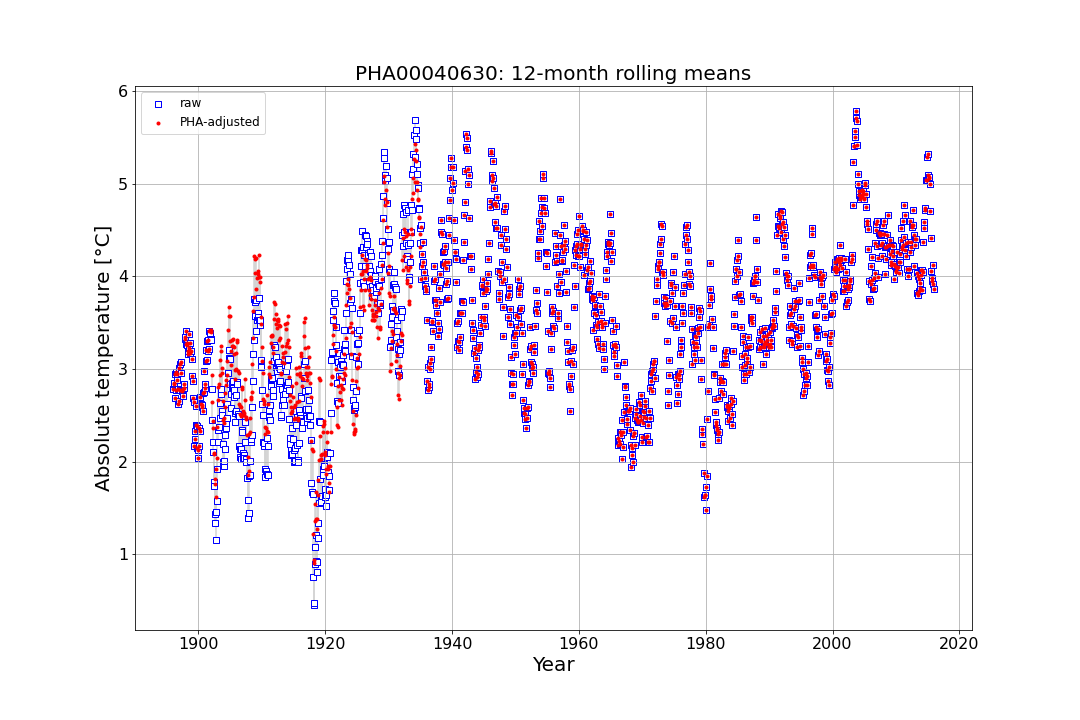 PHA00040630: 12-month rolling means
raw
PHA-adjusted
6
5
4
3
2
1
Absolute temperature [°C]
1900 1920 1940 1960 1980 2000 2020
Year